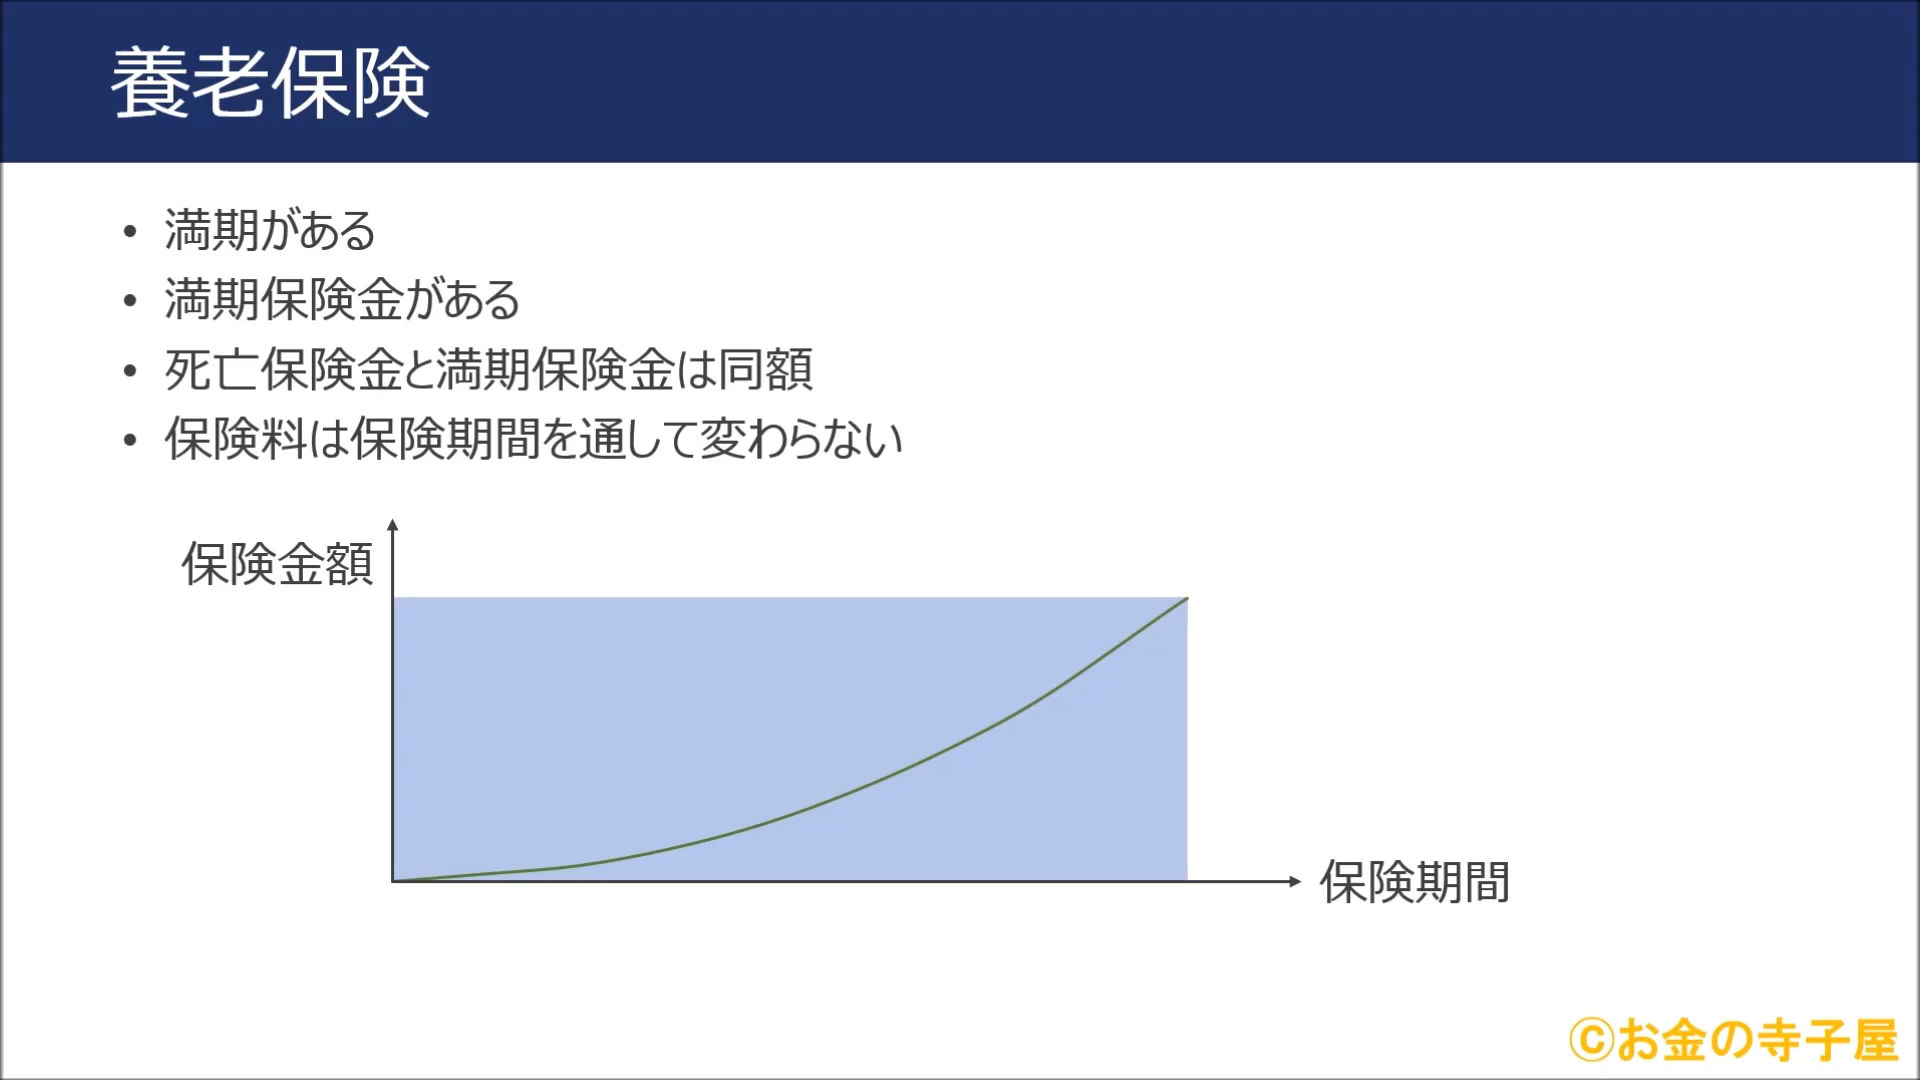 養老保険
• 満期がある
• 満期保険金がある
• 死亡保険金と満期保険金は同額
• 保険料は保険期間を通して変わらない
保険金額
保険期間
©お金の寺子屋